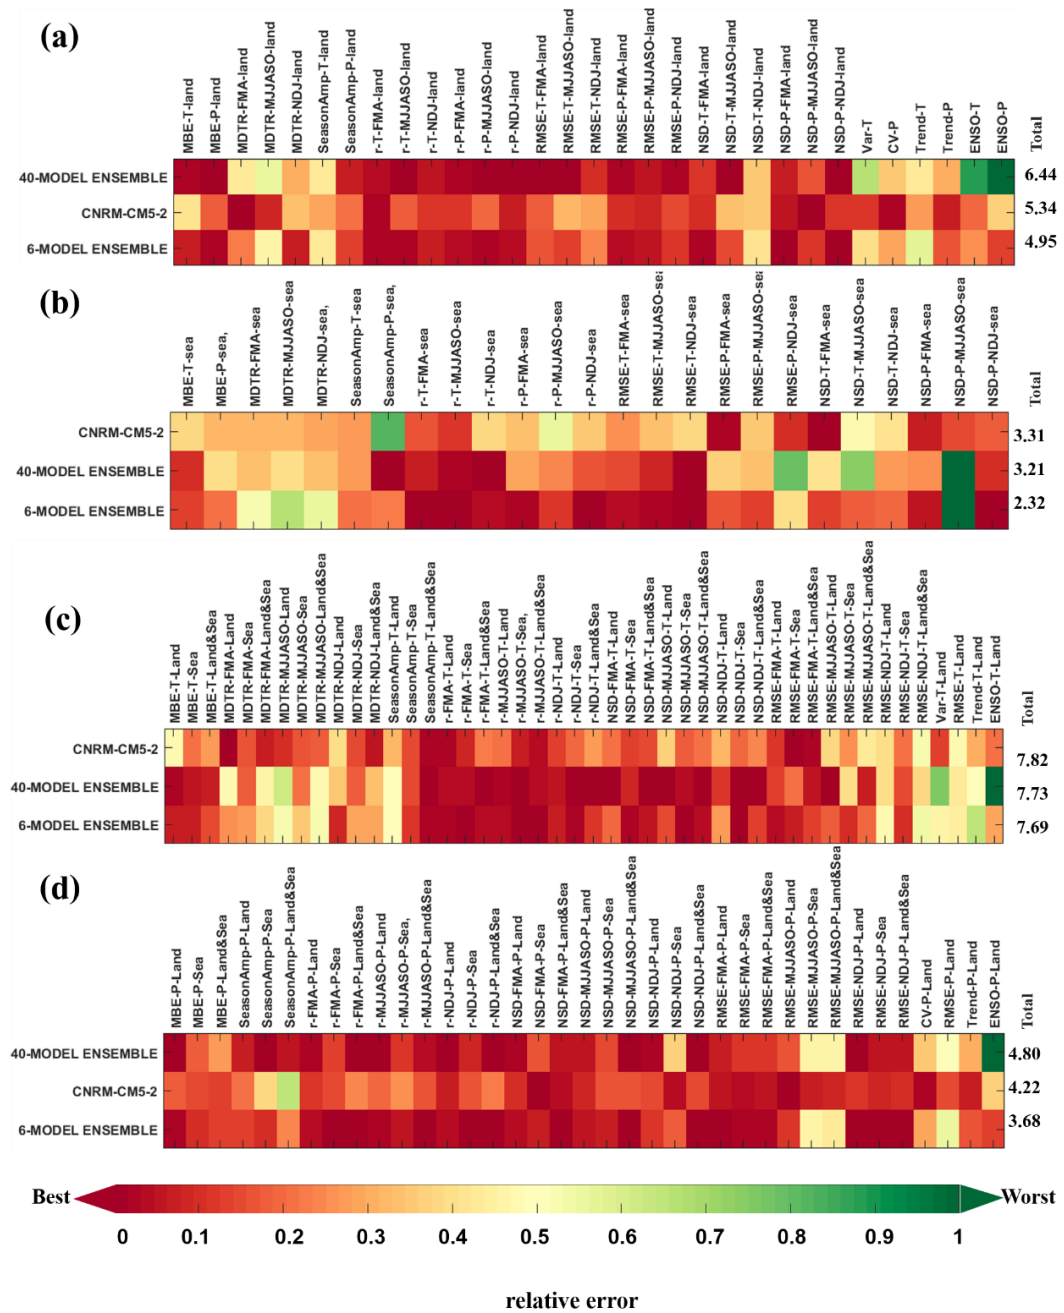 (a)
MBE-T-land
MBE-P-land
MDTR-FMA-land
MDTR-MJJASO-land
MDTR-NDJ-land
SeasonAmp-T-land
SeasonAmp-P-land
r-T-FMA-land
r-T-MJJASO-land
r-T-NDJ-land
r-P-FMA-land
r-P-MJJASO-land
r-P-NDJ-land
RMSE-T-FMA-land
RMSE-T-MJJASO-land
RMSE-T-NDJ-land
RMSE-P-FMA-land
RMSE-P-MJJASO-land
RMSE-P-NDJ-land
NSD-T-FMA-land
NSD-T-MJJASO-land
NSD-T-NDJ-land
NSD-P-FMA-land
NSD-P-MJJASO-land
NSD-P-NDJ-land
Var-T
CV-P
Trend-T
Trend-P
ENSO-T
ENSO-P
Total
40-MODEL ENSEMBLE 6.44
CNRM-CM5-2 5.34
6-MODEL ENSEMBLE 4.95
(b)
MBE-T-sea
MBE-P-sea,
MDTR-FMA-sea
MDTR-MJJASO-sea
MDTR-NDJ-sea,
SeasonAmp-T-sea
SeasonAmp-P-sea,
r-T-FMA-sea
r-T-MJJASO-sea
r-T-NDJ-sea
r-P-FMA-sea
r-P-MJJASO-sea
r-P-NDJ-sea
RMSE-T-FMA-sea
RMSE-T-MJJASO-sea
RMSE-T-NDJ-sea
RMSE-P-FMA-sea
RMSE-P-MJJASO-sea
RMSE-P-NDJ-sea
NSD-T-FMA-sea
NSD-T-MJJASO-sea
NSD-T-NDJ-sea
NSD-P-FMA-sea
NSD-P-MJJASO-sea
NSD-P-NDJ-sea
Total
CNRM-CM5-2 3.31
40-MODEL ENSEMBLE 3.21
6-MODEL ENSEMBLE 2.32
(c)
MBE-T-Land
MBE-T-Sea
MBE-T-Land&Sea
MDTR-FMA-Land
MDTR-FMA-Sea
MDTR-FMA-Land&Sea
MDTR-MJJASO-Land
MDTR-MJJASO-Sea
MDTR-MJJASO-Land&Sea
MDTR-NDJ-Land
MDTR-NDJ-Sea
MDTR-NDJ-Land&Sea
SeasonAmp-T-Land
SeasonAmp-T-Sea
SeasonAmp-T-Land&Sea
r-FMA-T-Land
r-FMA-T-Sea
r-FMA-T-Land&Sea
r-MJJASO-T-Land
r-MJJASO-T-Sea,
r-MJJASO-T-Land&Sea
r-NDJ-T-Land
r-NDJ-T-Sea
r-NDJ-T-Land&Sea
NSD-FMA-T-Land
NSD-FMA-T-Sea
NSD-FMA-T-Land&Sea
NSD-MJJASO-T-Land
NSD-MJJASO-T-Sea
NSD-MJJASO-T-Land&Sea
NSD-NDJ-T-Land
NSD-NDJ-T-Sea
NSD-NDJ-T-Land&Sea
RMSE-FMA-T-Land
RMSE-FMA-T-Sea
RMSE-FMA-T-Land&Sea
RMSE-MJJASO-T-Land
RMSE-MJJASO-T-Sea
RMSE-MJJASO-T-Land&Sea
RMSE-NDJ-T-Land
RMSE-NDJ-T-Sea
RMSE-NDJ-T-Land&Sea
Var-T-Land
RMSE-T-Land
Trend-T-Land
ENSO-T-Land
Total
CNRM-CM5-2 7.82
40-MODEL ENSEMBLE 7.73
6-MODEL ENSEMBLE 7.69
(d)
MBE-P-Land
MBE-P-Sea
MBE-P-Land&Sea
SeasonAmp-P-Land
SeasonAmp-P-Sea
SeasonAmp-P-Land&Sea
r-FMA-P-Land
r-FMA-P-Sea
r-FMA-P-Land&Sea
r-MJJASO-P-Land
r-MJJASO-P-Sea,
r-MJJASO-P-Land&Sea
r-NDJ-P-Land
r-NDJ-P-Sea
r-NDJ-P-Land&Sea
NSD-FMA-P-Land
NSD-FMA-P-Sea
NSD-FMA-P-Land&Sea
NSD-MJJASO-P-Land
NSD-MJJASO-P-Sea
NSD-MJJASO-P-Land&Sea
NSD-NDJ-P-Land
NSD-NDJ-P-Sea
NSD-NDJ-P-Land&Sea
RMSE-FMA-P-Land
RMSE-FMA-P-Sea
RMSE-FMA-P-Land&Sea
RMSE-MJJASO-P-Land
RMSE-MJJASO-P-Sea
RMSE-MJJASO-P-Land&Sea
RMSE-NDJ-P-Land
RMSE-NDJ-P-Sea
RMSE-NDJ-P-Land&Sea
CV-P-Land
RMSE-P-Land
Trend-P-Land
ENSO-P-Land
Total
40-MODEL ENSEMBLE 4.80
CNRM-CM5-2 4.22
6-MODEL ENSEMBLE 3.68
Best Worst
0 0.1 0.2 0.3 0.4 0.5 0.6 0.7 0.8 0.9 1
relative error